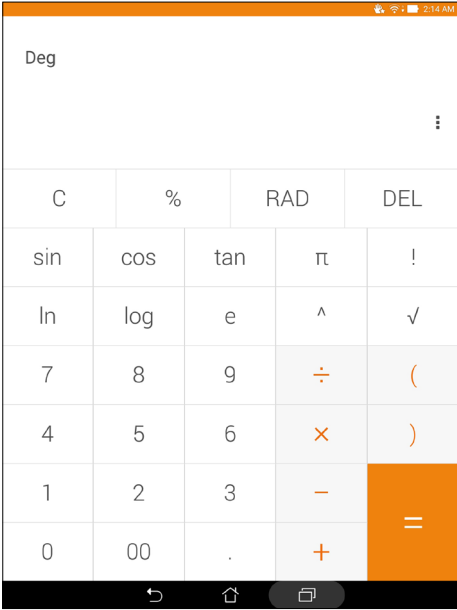 2:14 AM
Deg
C % RAD DEL
sin cos tan π !
ln log e ^ √
7 8 9 ÷ (
4 5 6 × )
1 2 3 −
0 00 . + =